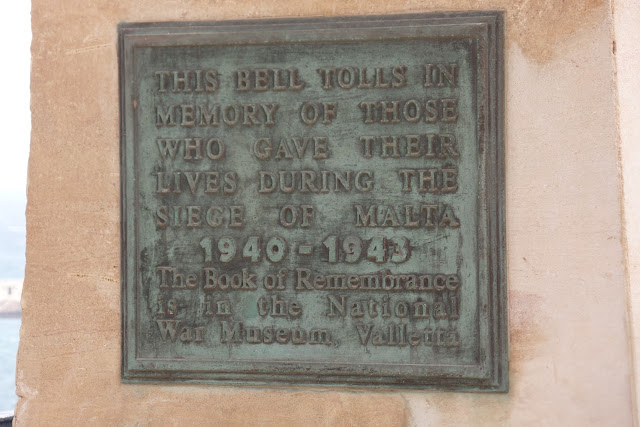 THIS BELL TOLLS IN
MEMORY OF THOSE
WHO GAVE THEIR
LIVES DURING THE
SIEGE OF MALTA
1940-1943
The Book of Remembrance
is in the National
War Museum, Valletta